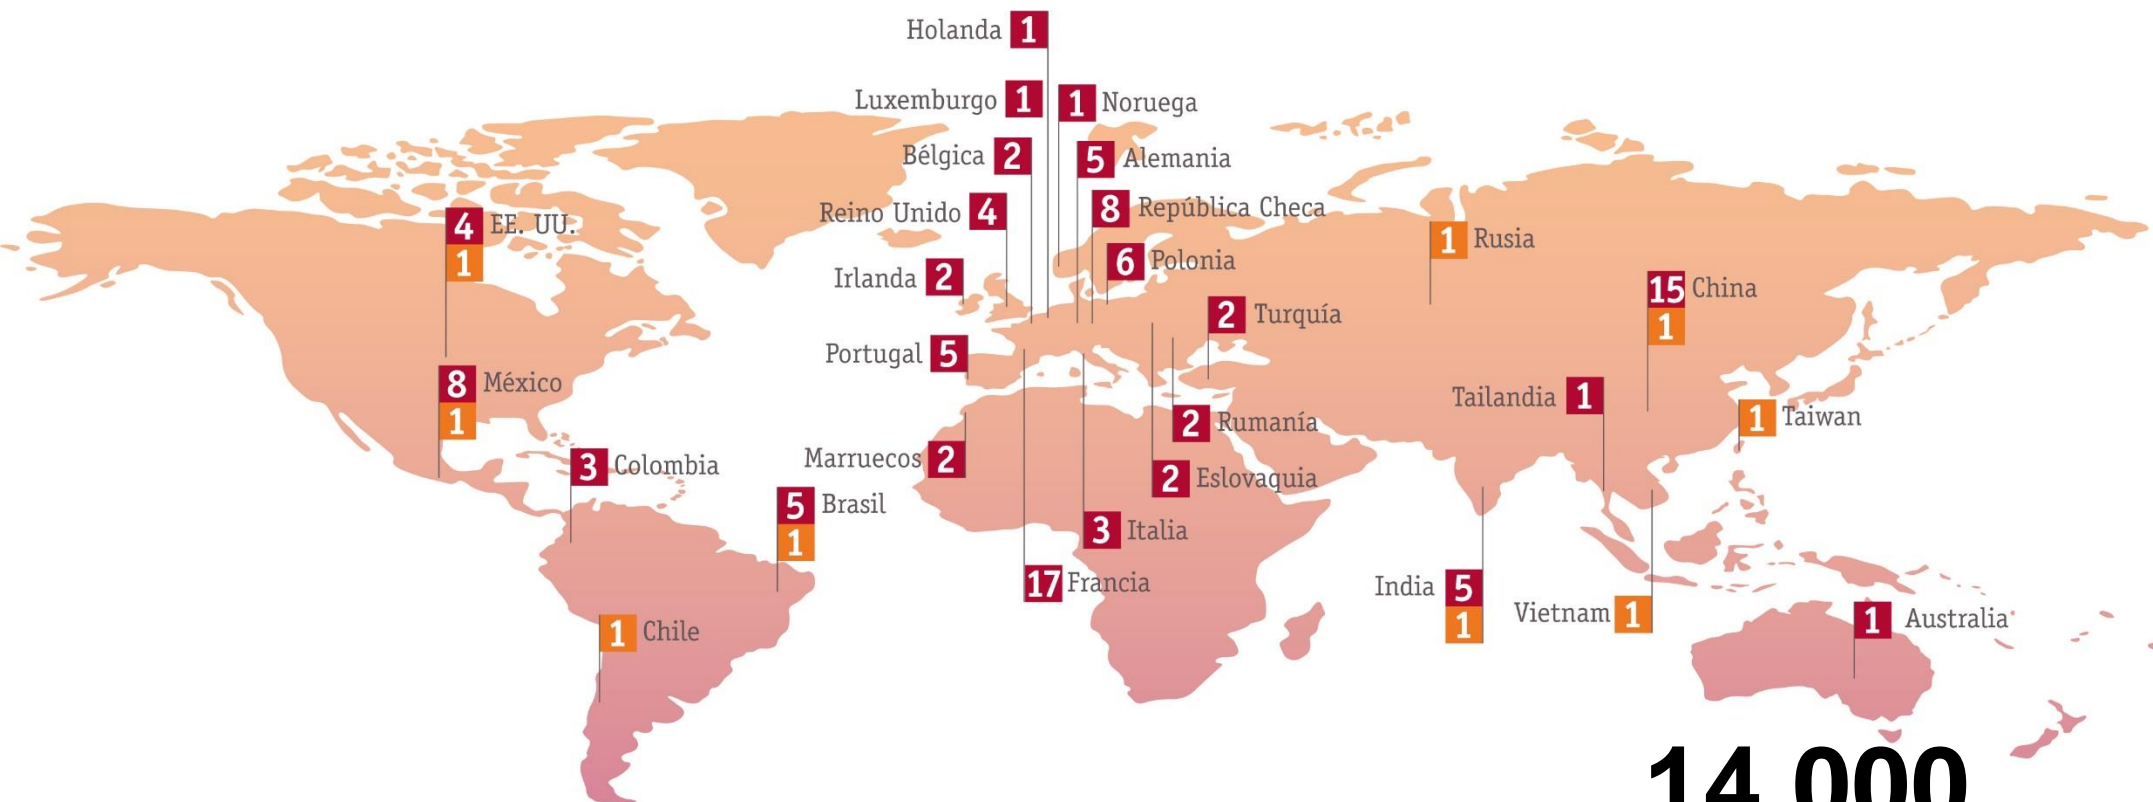 Holanda 1
Luxemburgo 1
1 Noruega
Bélgica 2
5 Alemania
Reino Unido 4
8 República Checa
4 EE. UU.
1
1 Rusia
Irlanda 2
6 Polonia
15 China
1
2 Turquía
Portugal 5
8 México
1
Tailandia 1
1 Taiwan
2 Rumanía
Marruecos 2
3 Colombia
2 Eslovaquia
5 Brasil
1
3 Italia
17 Francia
India 5
1
Vietnam 1
1 Australia
1 Chile
14.000